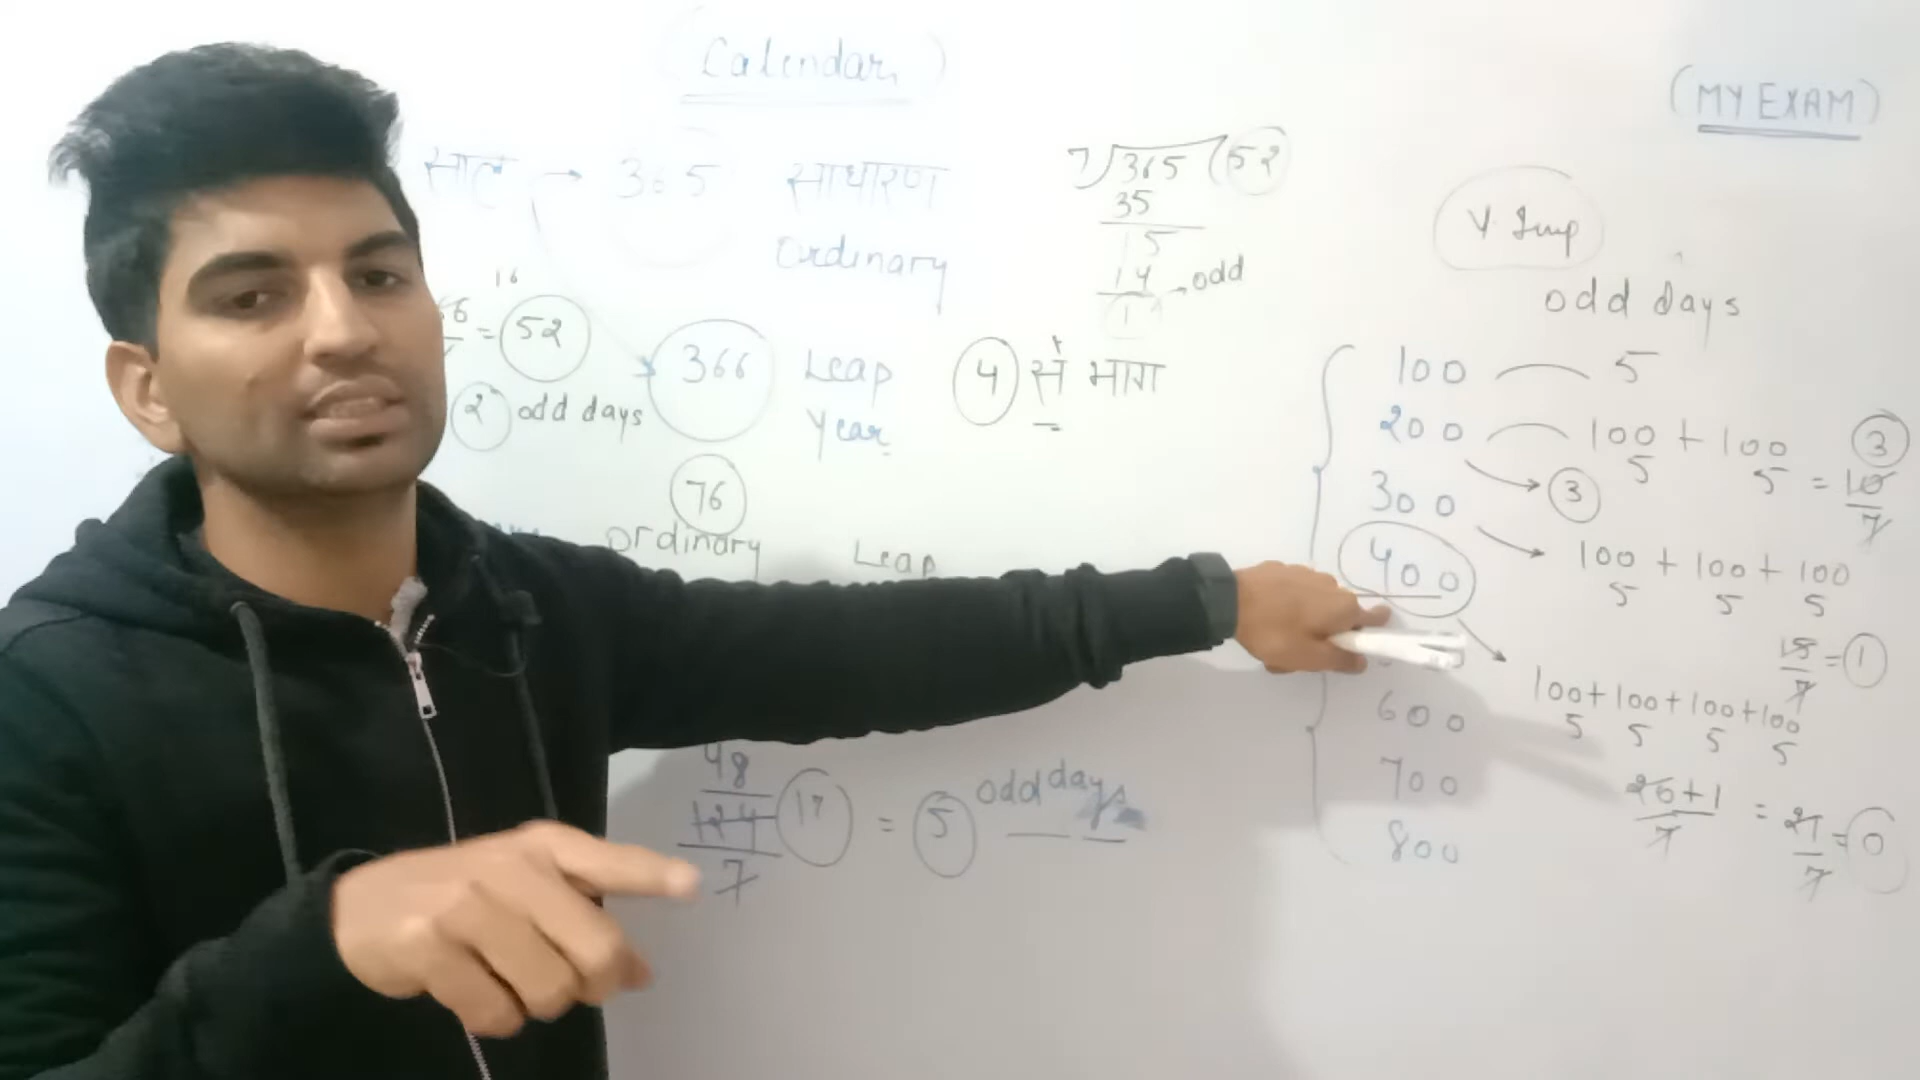 (Calendar)
(MY EXAM)
साल → 365 साधारण
Ordinary
7)365(52
35
15
14 → odd
1
V. Imp
odd days
16
= 52
2 odd days
366 Leap
Year
4 से भाग
76
Ordinary Leap
48
124 17 = 5 odd days
7
100 5
200 100 + 100 3
5 5 = 10
3 7
300
100 + 100 + 100
5 5 5
15 = 1
7
400
100+100+100+100
5 5 5 5
20+1 = 21 = 0
7 7
600
700
800